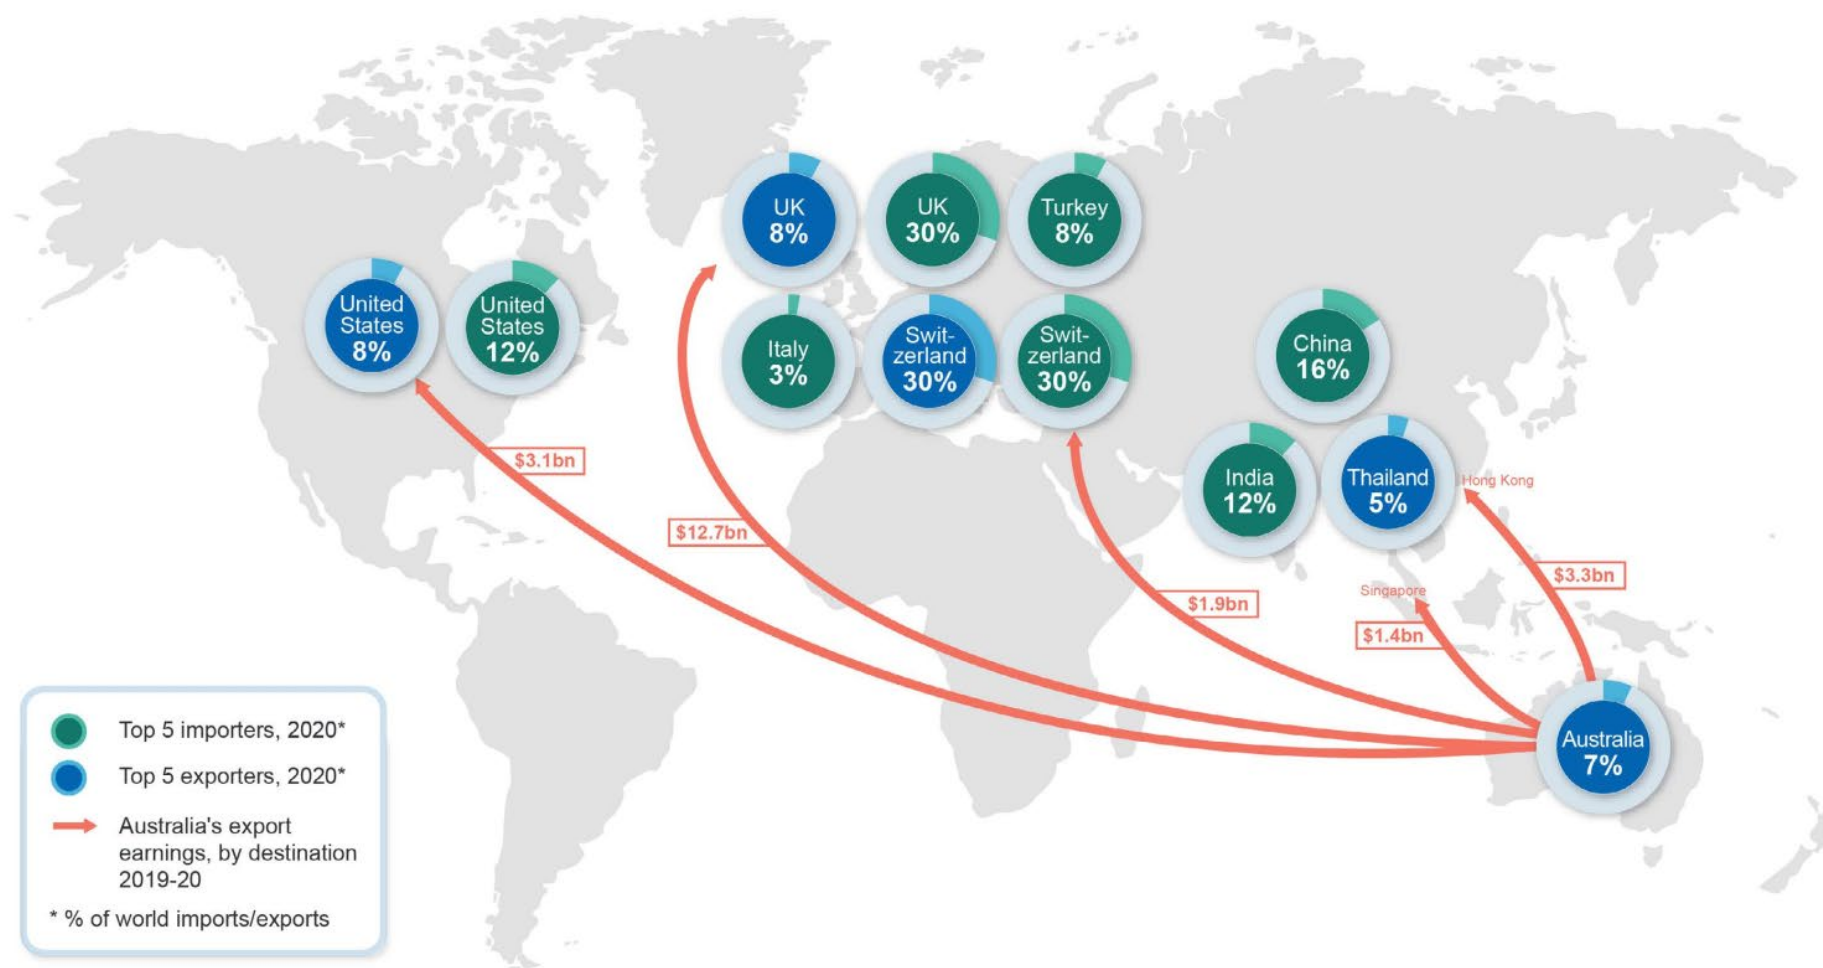 UK
8%
UK
30%
Turkey
8%
United
States
8%
United
States
12%
Italy
3%
Swit-
zerland
30%
Swit-
zerland
30%
China
16%
India
12%
Thailand
5%
Hong Kong
$3.1bn
$12.7bn
$1.9bn
$3.3bn
Singapore
$1.4bn
Australia
7%
Top 5 importers, 2020*
Top 5 exporters, 2020*
Australia's export
earnings, by destination
2019-20
* % of world imports/exports